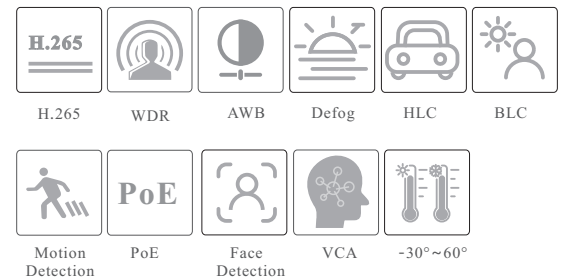 H.265
H.265 WDR AWB Defog HLC BLC
PoE
Motion Detection PoE Face Detection VCA -30°~60°